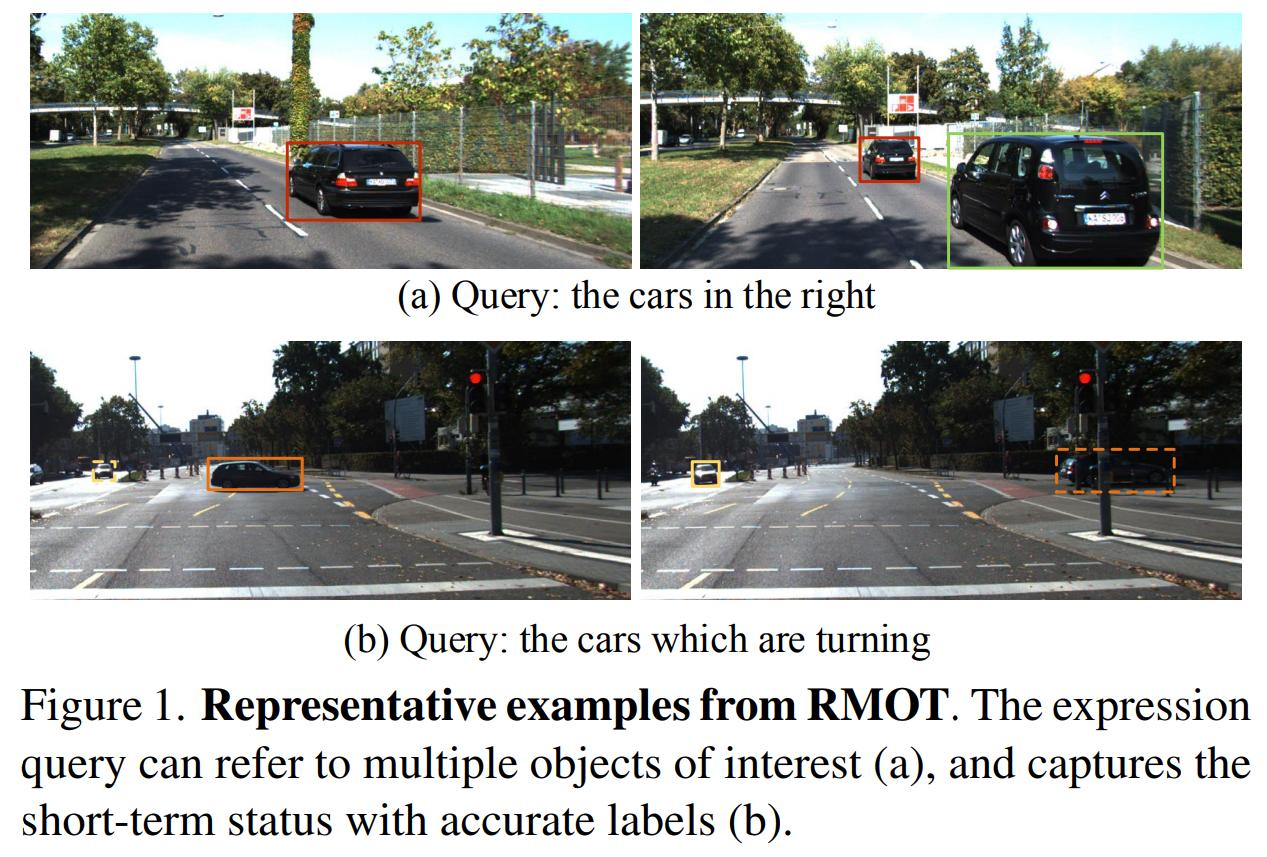 (a) Query: the cars in the right
(b) Query: the cars which are turning
Figure 1. Representative examples from RMOT. The expression
query can refer to multiple objects of interest (a), and captures the
short-term status with accurate labels (b).